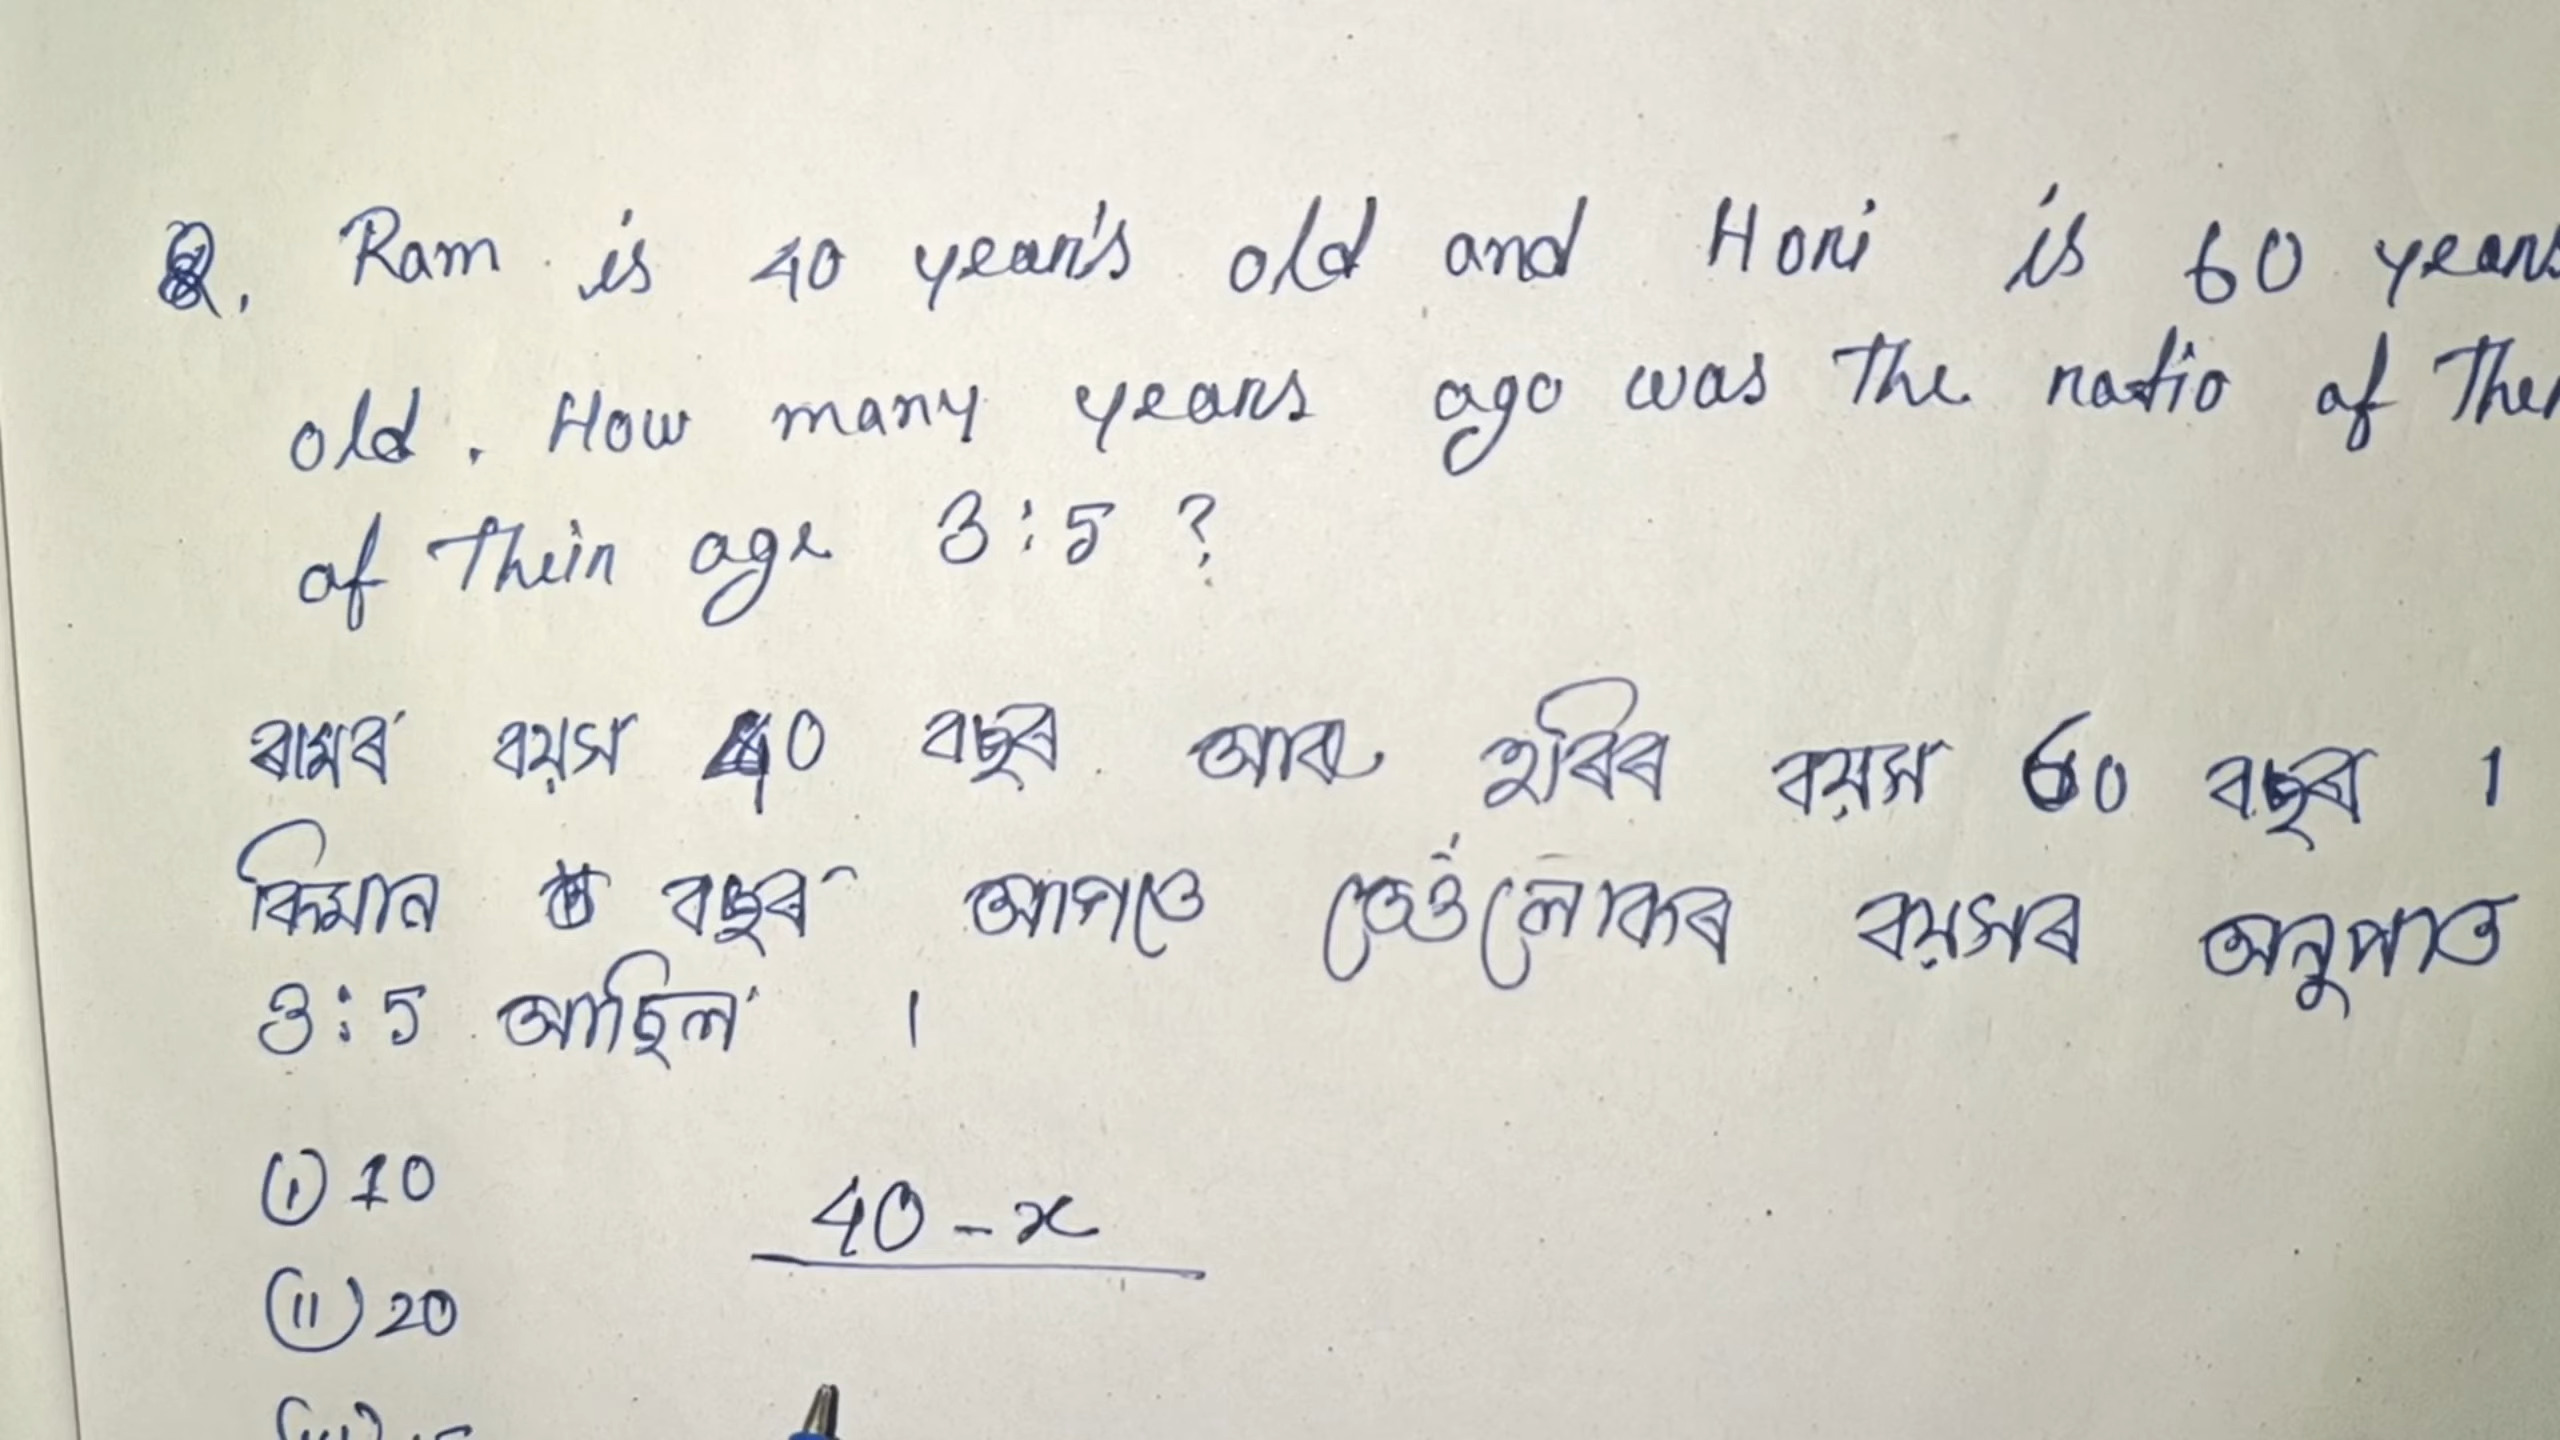 Q. Ram is 40 year's old and Hori is 60 years
old. How many years ago was the ratio of
of their age 3:5 ?
ৰামৰ বয়স 40 বছৰ আৰু হৰিৰ বয়স 60 বছৰ ।
কিমান বছৰ আগতে তেওঁলোকৰ বয়সৰ অনুপাত
3:5 আছিল ।
(i) 10
40 - x
(ii) 20